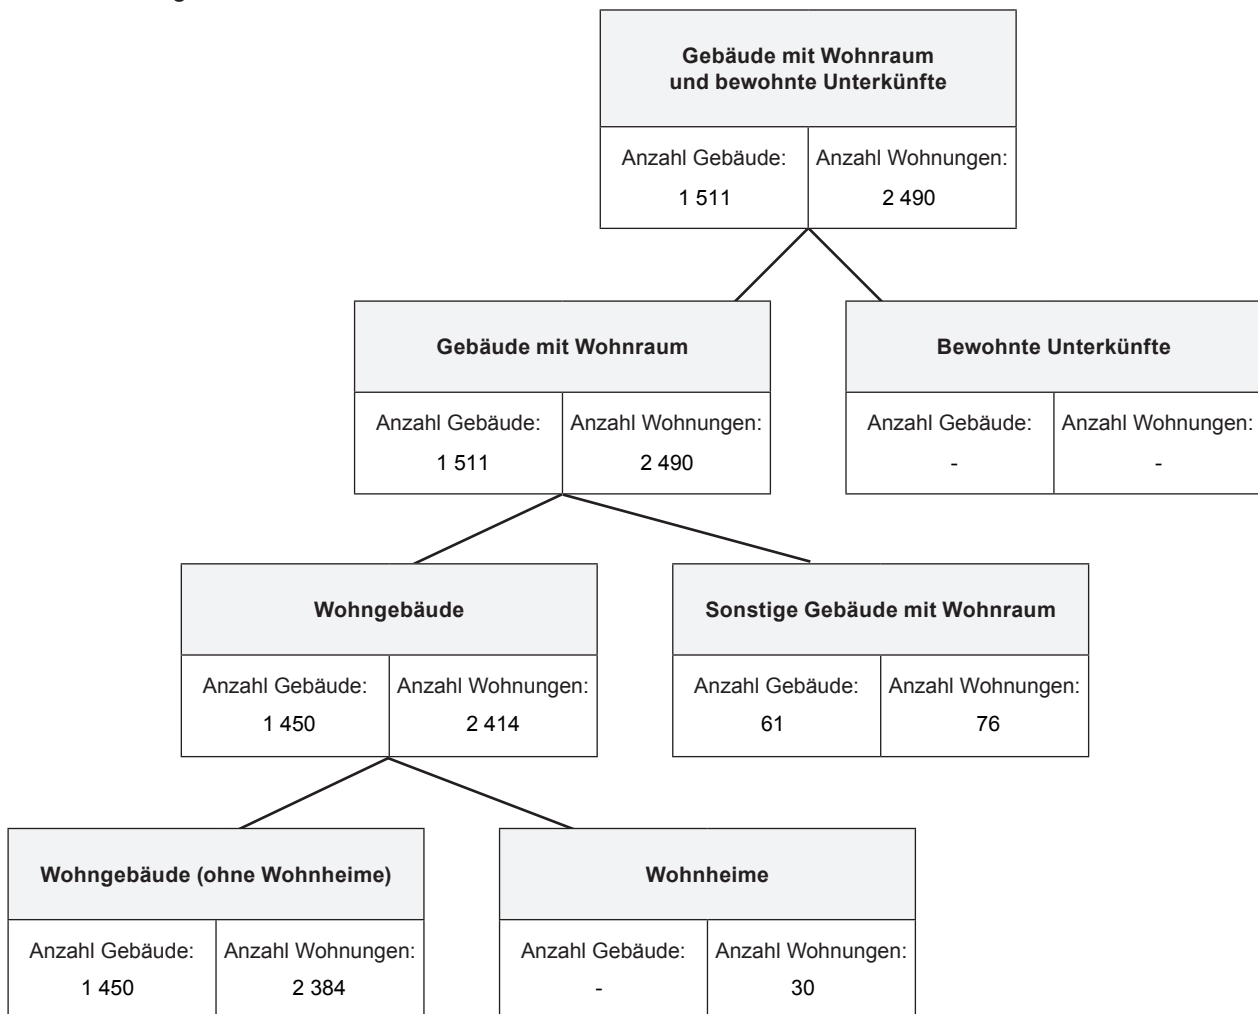 Gebäude mit Wohnraum
und bewohnte Unterkünfte
Anzahl Gebäude:
Anzahl Wohnungen:
1 511
2 490
Gebäude mit Wohnraum
Anzahl Gebäude:
Anzahl Wohnungen:
1 511
2 490
Bewohnte Unterkünfte
Anzahl Gebäude:
Anzahl Wohnungen:
-
-
Wohngebäude
Anzahl Gebäude:
Anzahl Wohnungen:
1 450
2 414
Sonstige Gebäude mit Wohnraum
Anzahl Gebäude:
Anzahl Wohnungen:
61
76
Wohngebäude (ohne Wohnheime)
Anzahl Gebäude:
Anzahl Wohnungen:
1 450
2 384
Wohnheime
Anzahl Gebäude:
Anzahl Wohnungen:
-
30